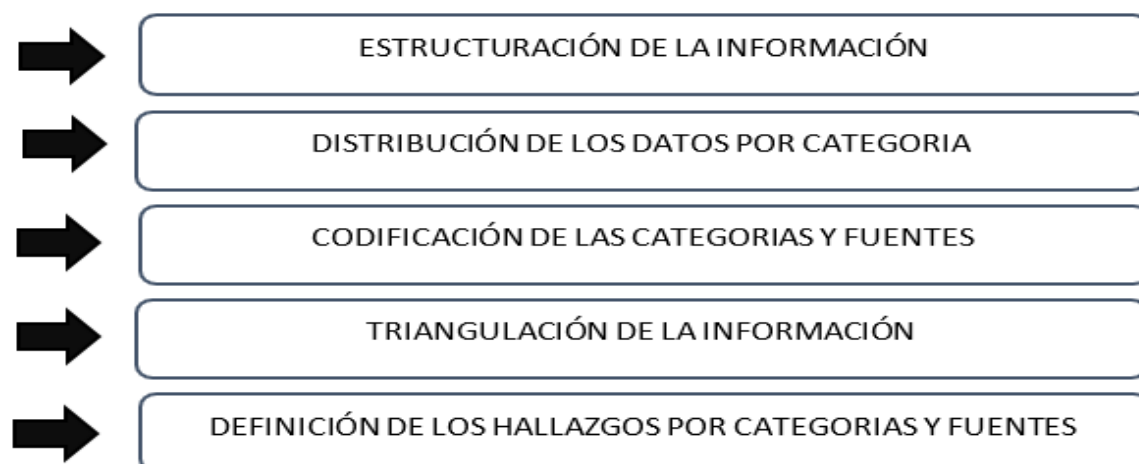 ESTRUCTURACIÓN DE LA INFORMACIÓN
DISTRIBUCIÓN DE LOS DATOS POR CATEGORIA
CODIFICACIÓN DE LAS CATEGORIAS Y FUENTES
TRIANGULACIÓN DE LA INFORMACIÓN
DEFINICIÓN DE LOS HALLAZGOS POR CATEGORIAS Y FUENTES